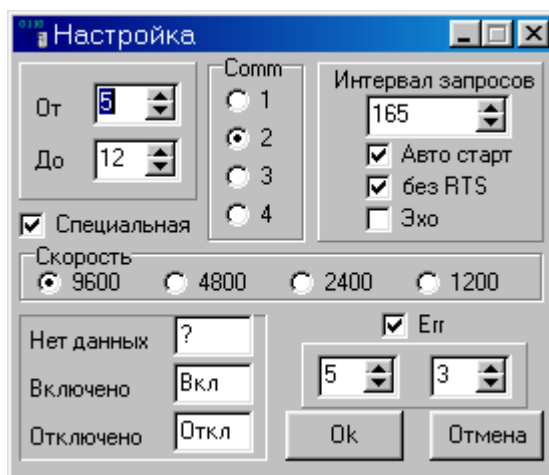 Настройка
От 5
До 12
Специальная
Comm
1
2
3
4
Интервал запросов
165
Авто старт
без RTS
Эхо
Скорость
9600 4800 2400 1200
Нет данных ?
Включено Вкл
Отключено Откл
Err
5 3
Ok Отмена